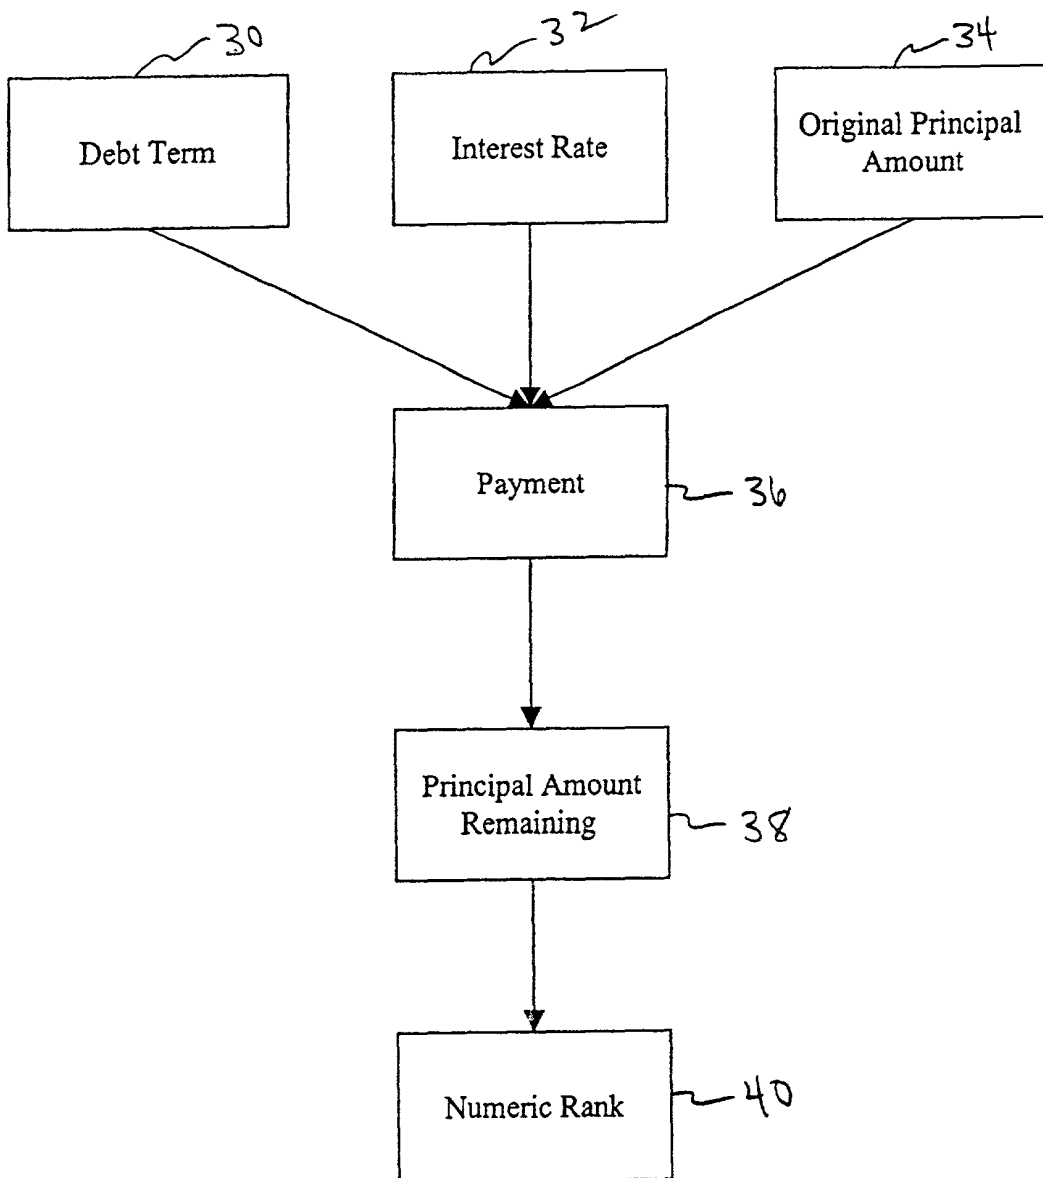 30
32
34
Debt Term
Interest Rate
Original Principal
Amount
Payment
36
Principal Amount
Remaining
38
Numeric Rank
40